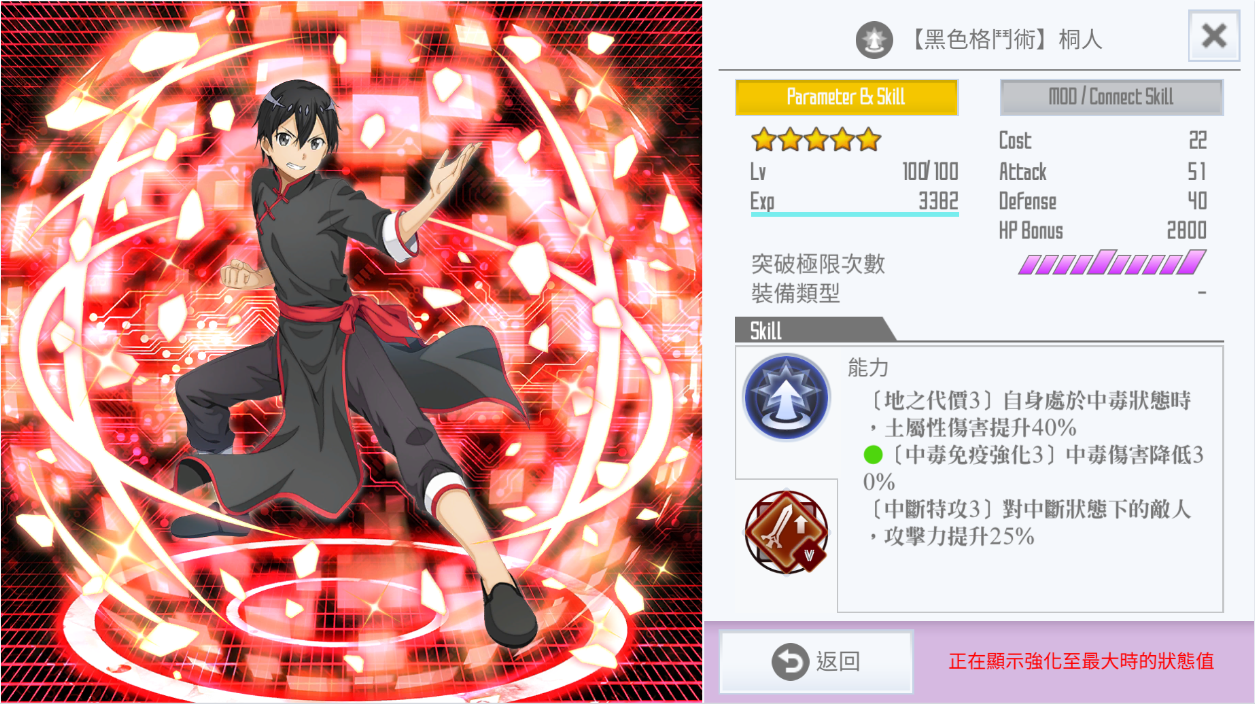 【黑色格鬥術】桐人
Parameter & Skill
MOD / Connect Skill
Lv 100/100
Exp 3382
Cost 22
Attack 51
Defense 40
HP Bonus 2800
突破極限次數
裝備類型 -
Skill
能力
〔地之代價3〕自身處於中毒狀態時
，土屬性傷害提升40%
〔中毒免疫強化3〕中毒傷害降低3
0%
〔中斷特攻3〕對中斷狀態下的敵人
，攻擊力提升25%
V
返回
正在顯示強化至最大時的狀態值